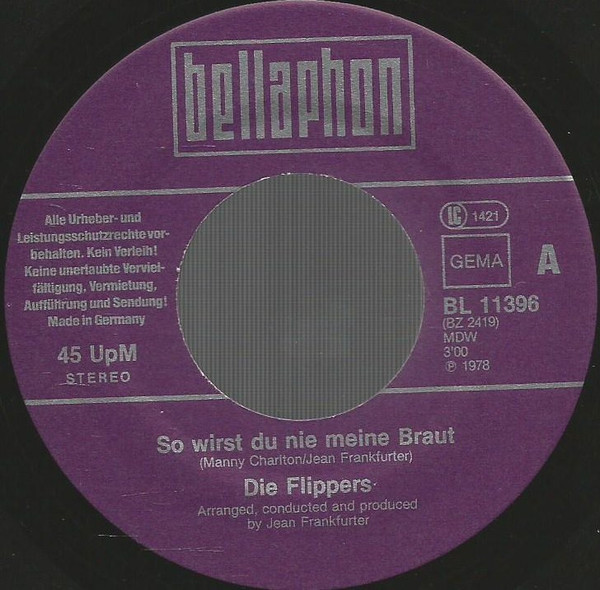 bellaphon
Alle Urheber- und
Leistungsschutzrechte vor-
behalten. Kein Verleih!
Keine unerlaubte Verviel-
fältigung, Vermietung,
Aufführung und Sendung!
Made in Germany
45 UpM
STEREO
LC 1421
GEMA
A
BL 11396
(BZ 2419)
MDW
3'00
℗ 1978
So wirst du nie meine Braut
(Manny Charlton/Jean Frankfurter)
Die Flippers
Arranged, conducted and produced
by Jean Frankfurter